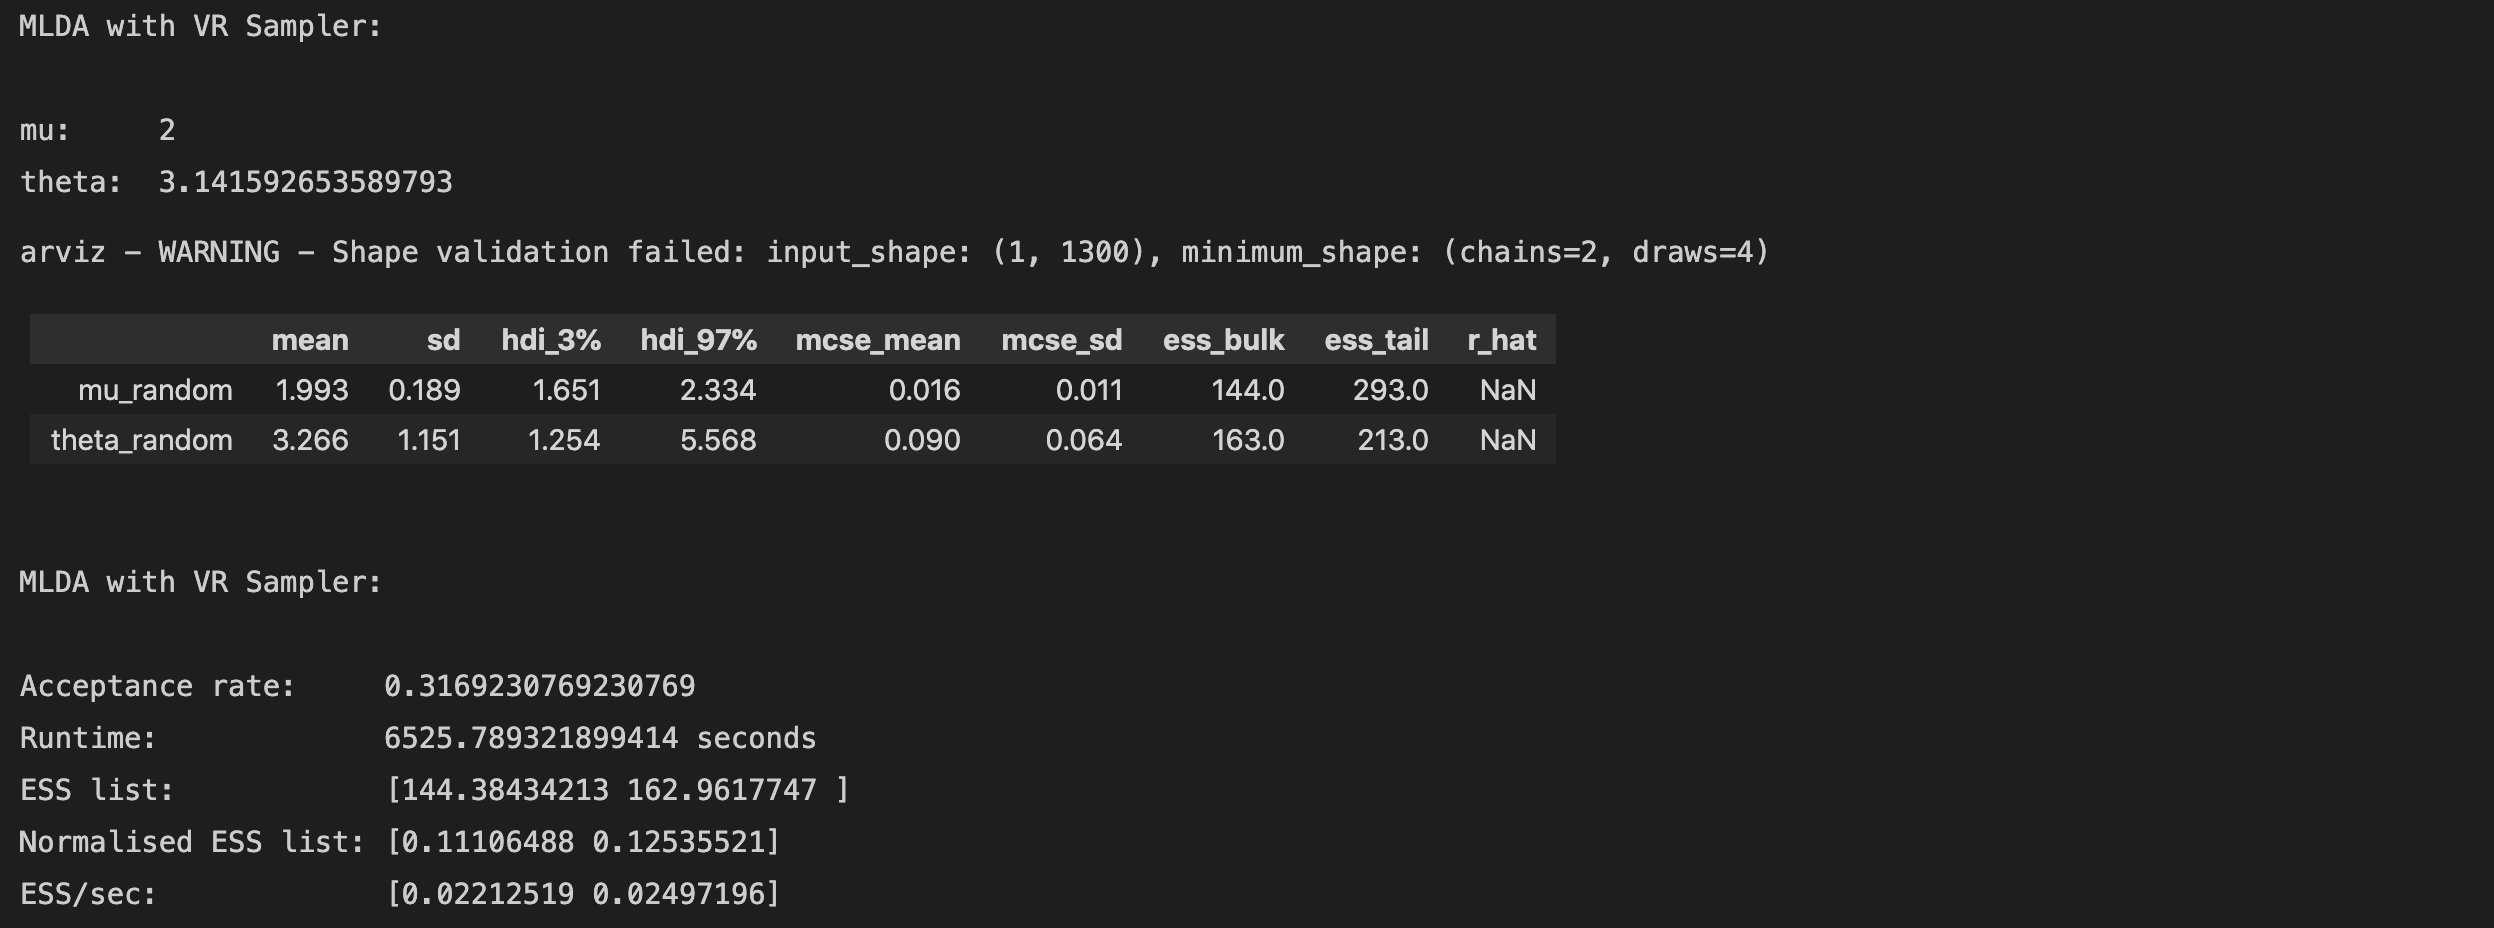 MLDA with VR Sampler:
mu: 2
theta: 3.141592653589793
arviz - WARNING - Shape validation failed: input_shape: (1, 1300), minimum_shape: (chains=2, draws=4)
mean sd hdi_3% hdi_97% mcse_mean mcse_sd ess_bulk ess_tail r_hat
mu_random 1.993 0.189 1.651 2.334 0.016 0.011 144.0 293.0 NaN
theta_random 3.266 1.151 1.254 5.568 0.090 0.064 163.0 213.0 NaN
MLDA with VR Sampler:
Acceptance rate: 0.3169230769230769
Runtime: 6525.789321899414 seconds
ESS list: [144.38434213 162.9617747 ]
Normalised ESS list: [0.11106488 0.12535521]
ESS/sec: [0.02212519 0.02497196]